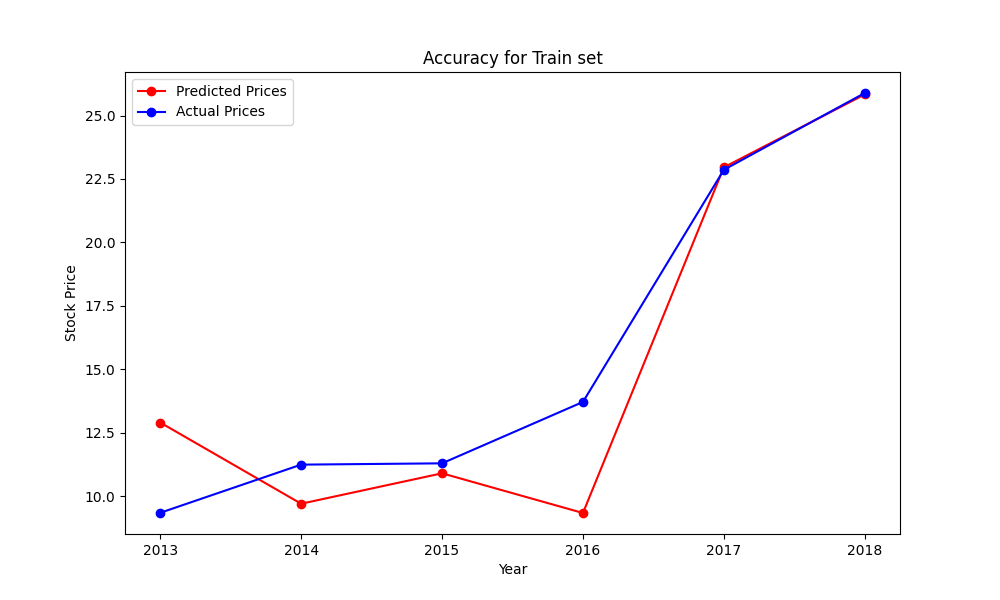 Accuracy for Train set
Predicted Prices
Actual Prices
25.0
22.5
20.0
17.5
15.0
12.5
10.0
Stock Price
2013 2014 2015 2016 2017 2018
Year